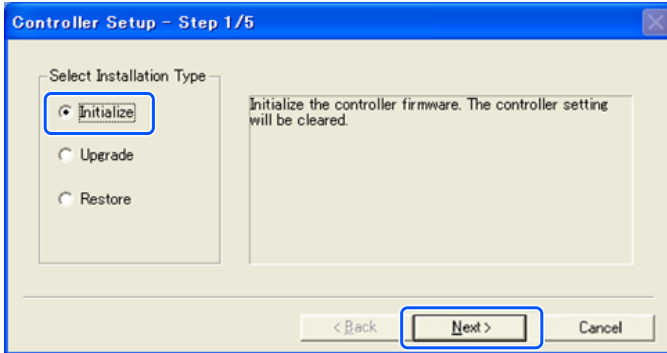 Controller Setup - Step 1/5
Select Installation Type
Initialize
Initialize the controller firmware. The controller setting
will be cleared.
Upgrade
Restore
< Back
Next >
Cancel